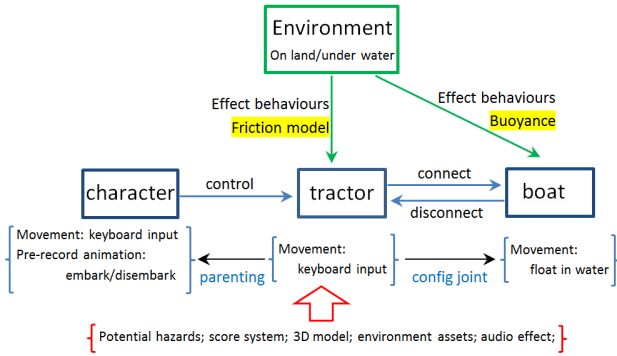 Environment
On land/under water
Effect behaviours
Friction model
Effect behaviours
Buoyance
character
control
tractor
connect
disconnect
boat
Movement: keyboard input
Pre-record animation:
embark/disembark
parenting
Movement:
keyboard input
config joint
Movement:
float in water
Potential hazards; score system; 3D model; environment assets; audio effect;